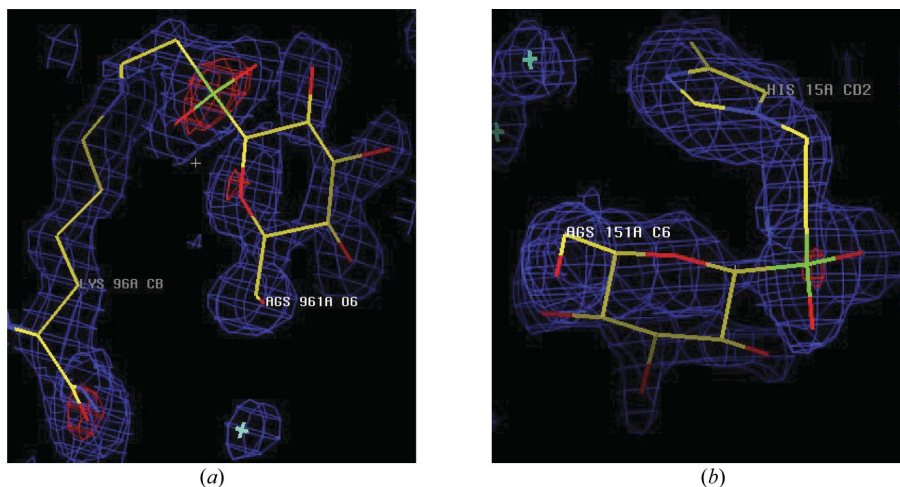 HIS 15A CD2
AGS 151A C6
LYS 96A CB
AGS 961A O6
(a)
(b)